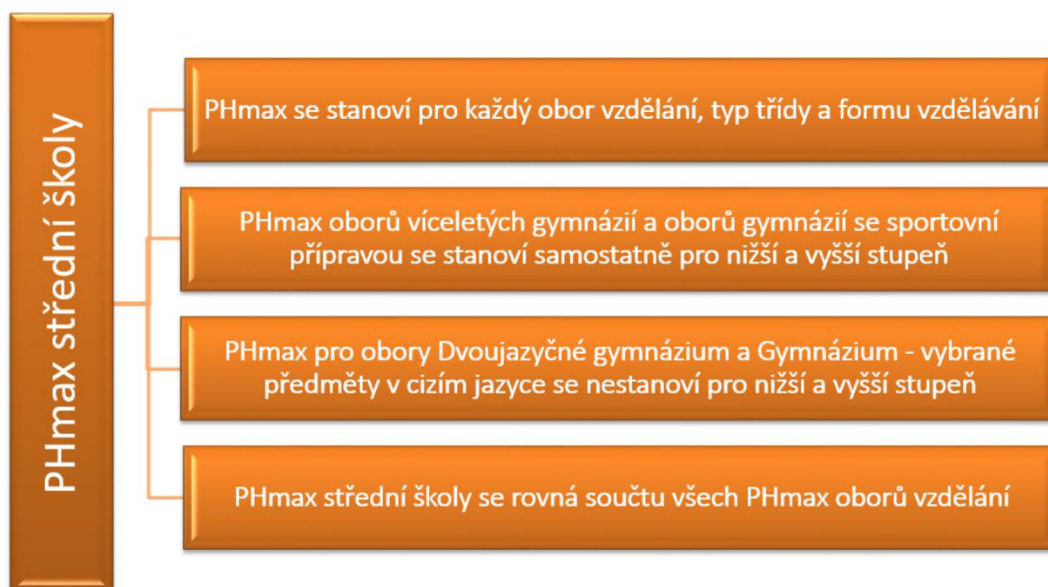 PHmax střední školy
PHmax se stanoví pro každý obor vzdělání, typ třídy a formu vzdělávání
PHmax oborů víceletých gymnázií a oborů gymnázií se sportovní
přípravou se stanoví samostatně pro nižší a vyšší stupeň
PHmax pro obory Dvoujazyčné gymnázium a Gymnázium - vybrané
předměty v cizím jazyce se nestanoví pro nižší a vyšší stupeň
PHmax střední školy se rovná součtu všech PHmax oborů vzdělání